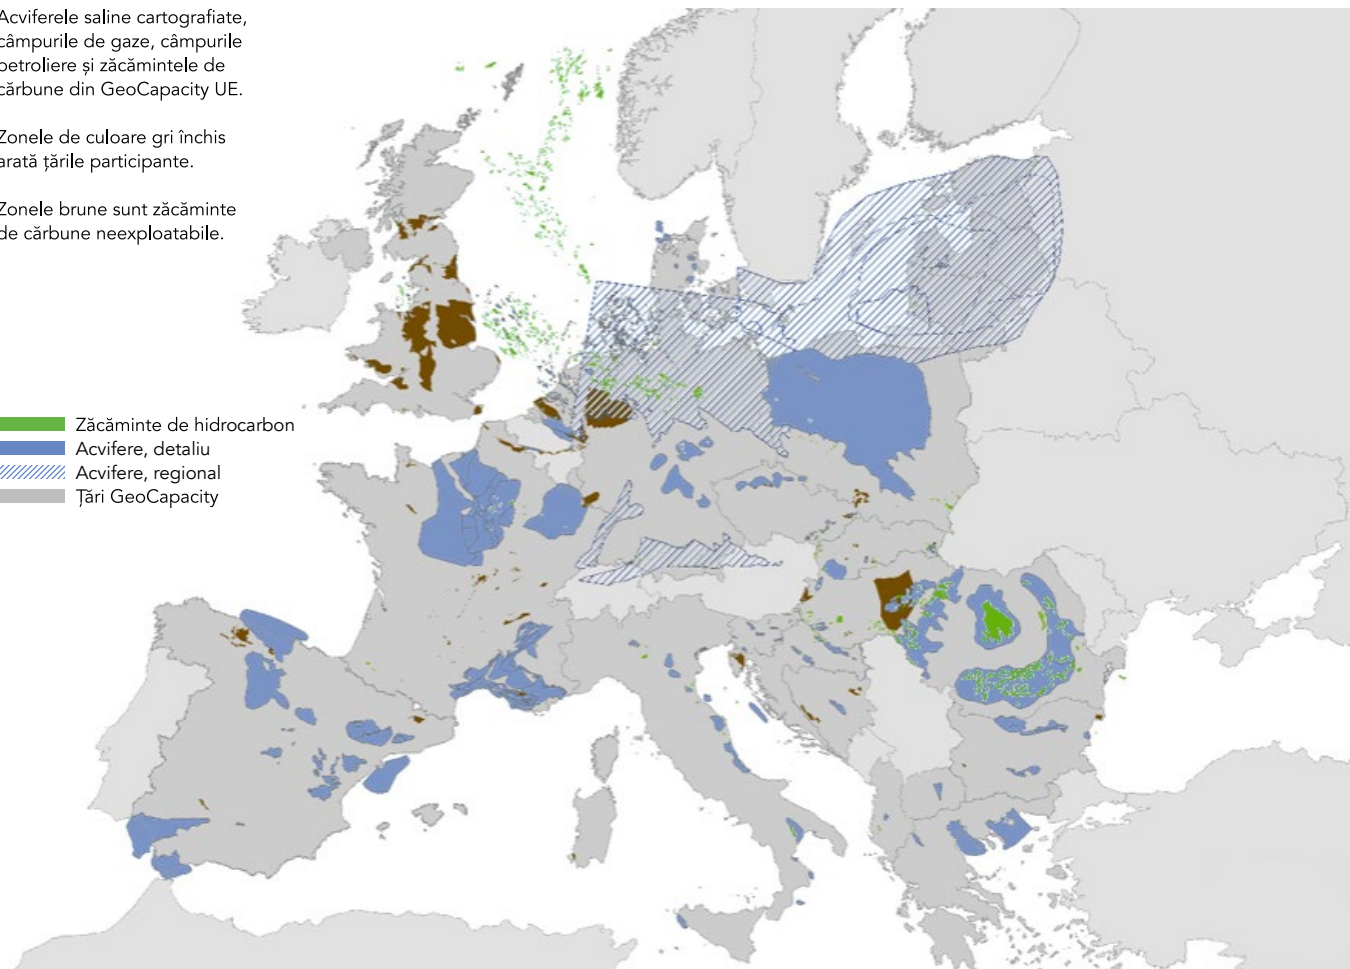 Acviferele saline cartografiate,
câmpurile de gaze, câmpurile
petroliere și zăcămintele de
cărbune din GeoCapacity UE.
Zonele de culoare gri închis
arată țările participante.
Zonele brune sunt zăcăminte
de cărbune neexploatabile.
Zăcăminte de hidrocarbon
Acvifere, detaliu
Acvifere, regional
Țări GeoCapacity